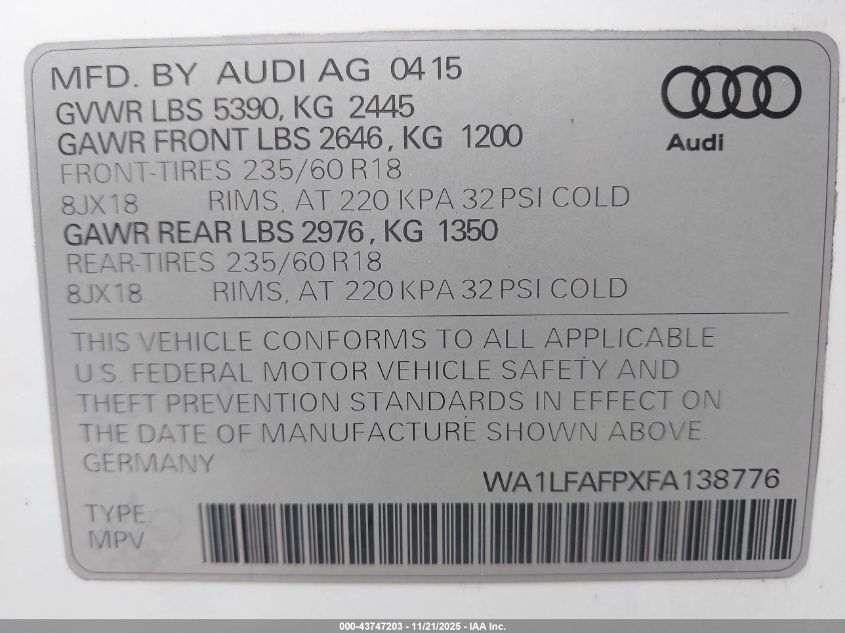 MFD. BY AUDI AG 04 15
GVWR LBS 5390, KG 2445
GAWR FRONT LBS 2646, KG 1200
FRONT-TIRES 235/60 R18
8JX18 RIMS, AT 220 KPA 32 PSI COLD
GAWR REAR LBS 2976, KG 1350
REAR-TIRES 235/60 R18
8JX18 RIMS, AT 220 KPA 32 PSI COLD
Audi
THIS VEHICLE CONFORMS TO ALL APPLICABLE
U.S. FEDERAL MOTOR VEHICLE SAFETY AND
THEFT PREVENTION STANDARDS IN EFFECT ON
THE DATE OF MANUFACTURE SHOWN ABOVE.
GERMANY
WA1LFAFPXFA138776
TYPE:
MPV
000-43747203 - 11/21/2025 - IAA Inc.